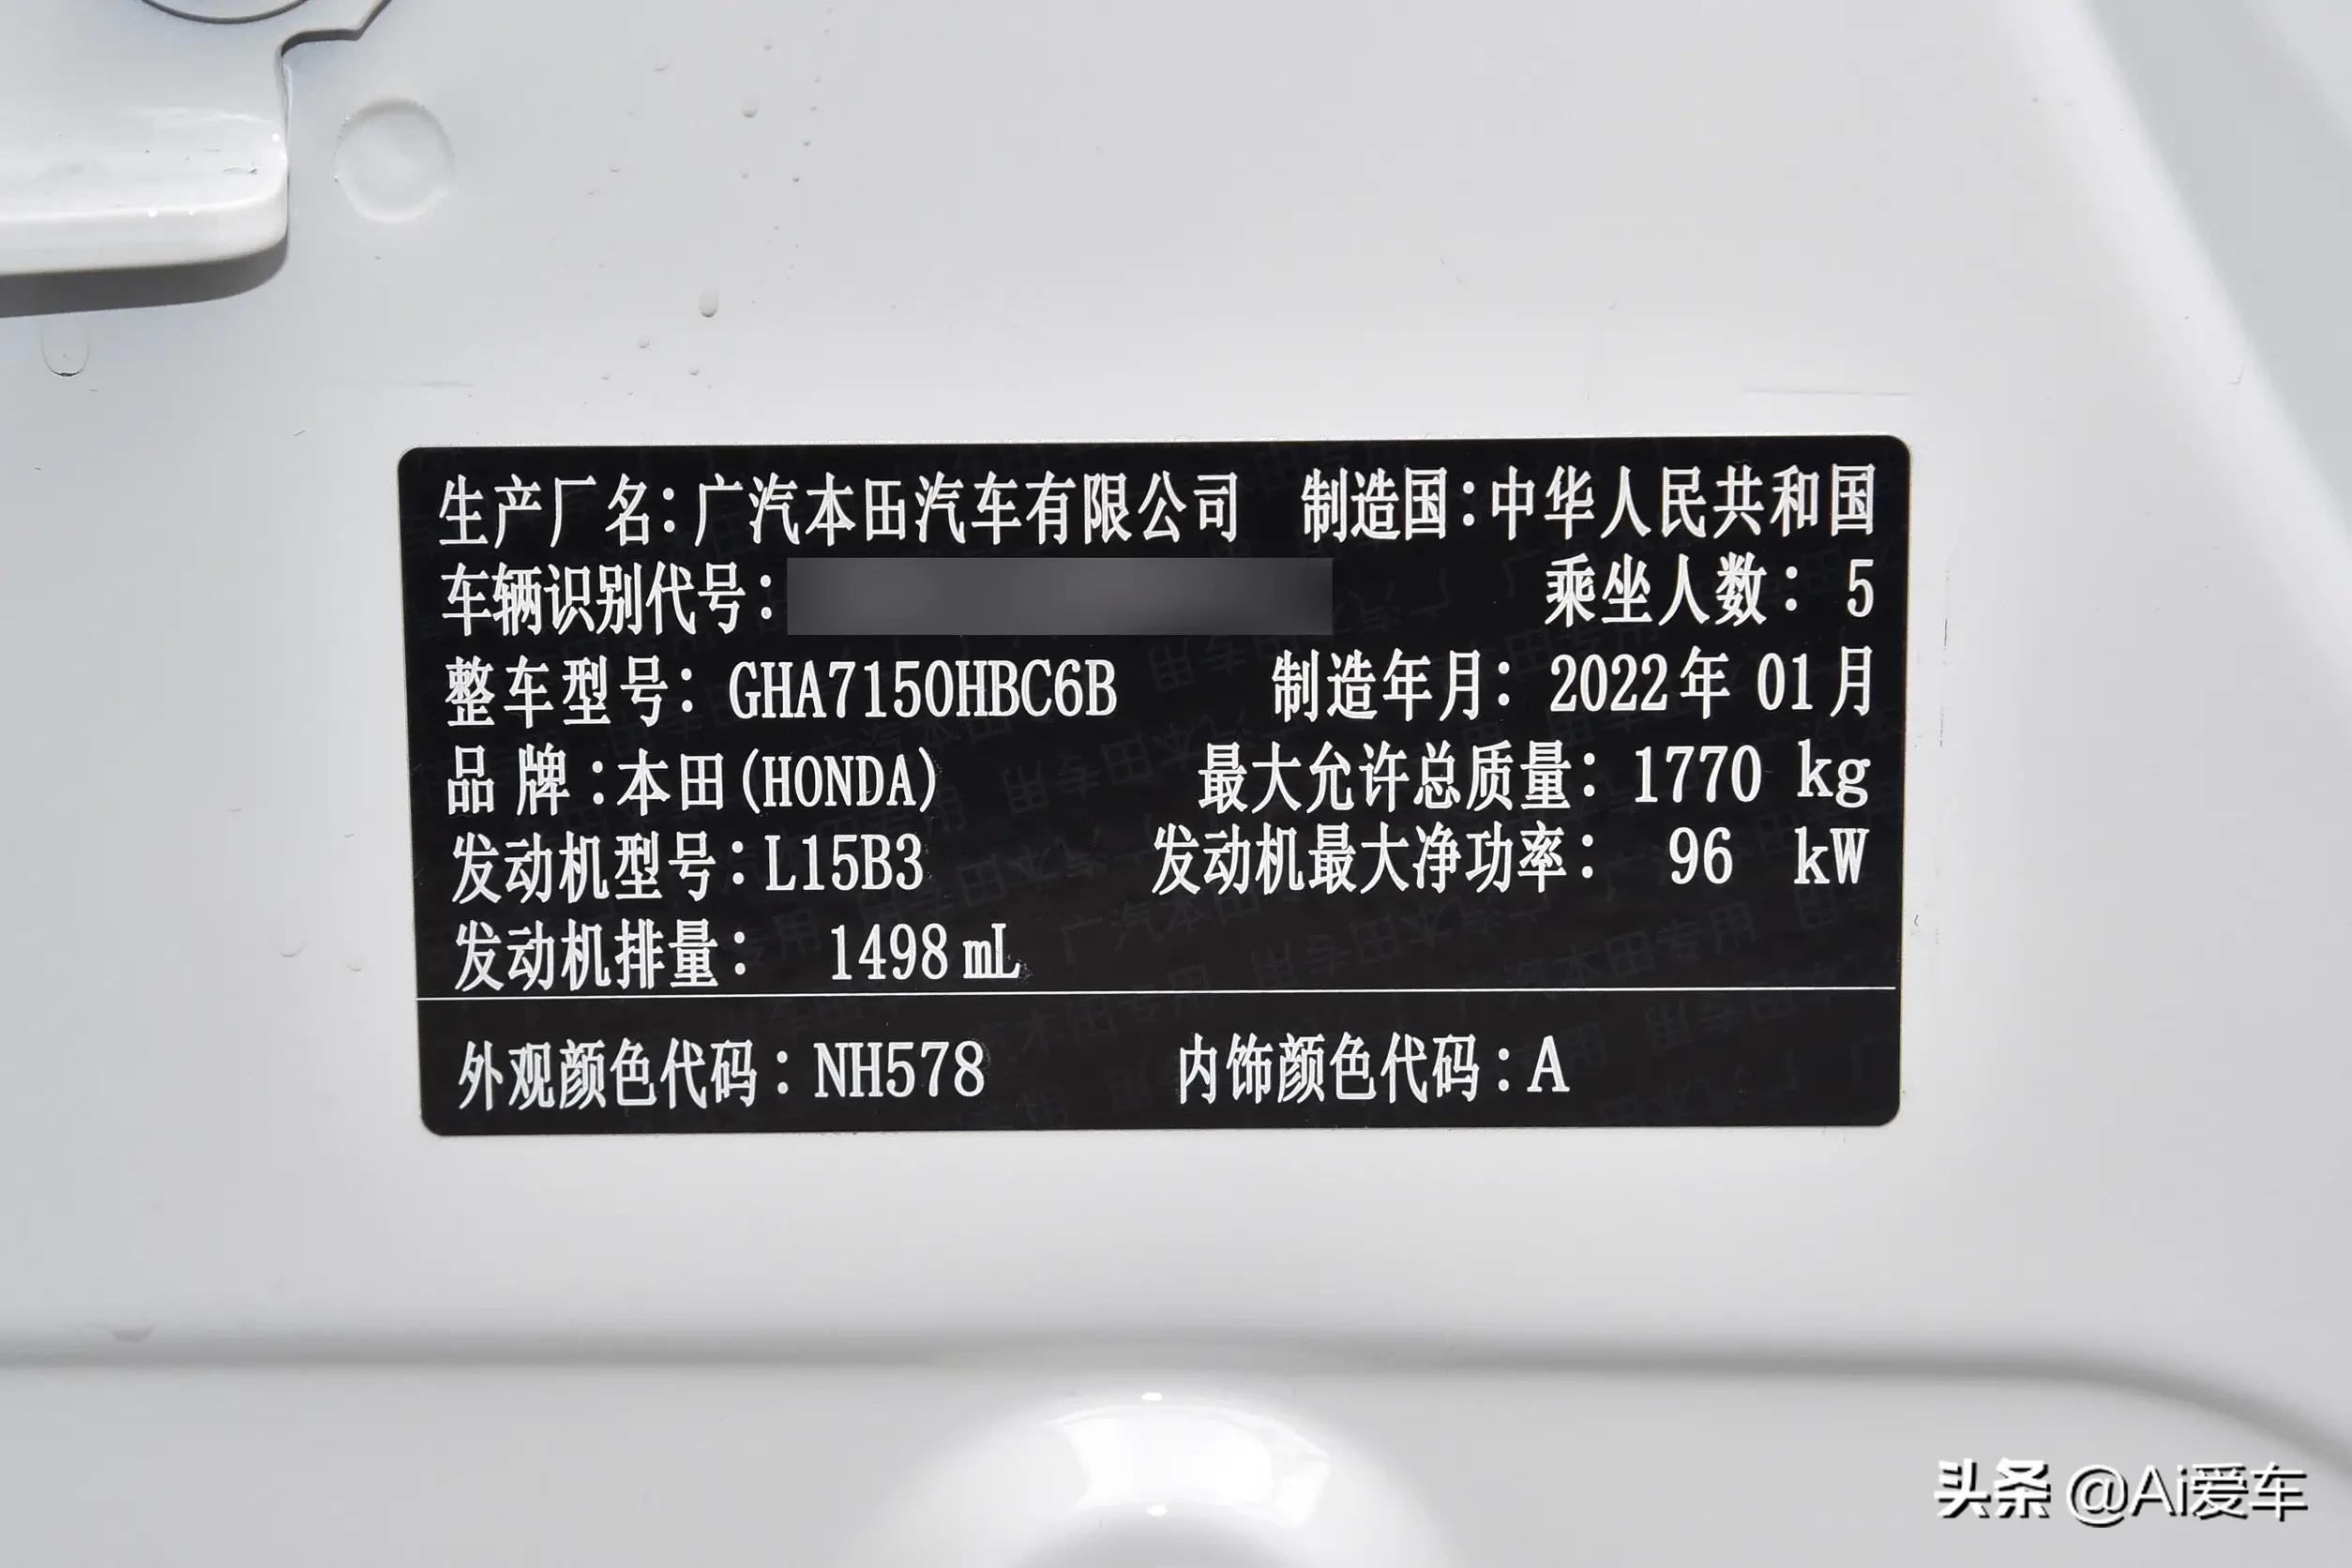 生产厂名：广汽本田汽车有限公司 制造国：中华人民共和国
车辆识别代号： 乘坐人数： 5
整车型号： GHA7150HBC6B 制造年月： 2022年 01月
品 牌：本田(HONDA) 最大允许总质量： 1770 kg
发动机型号：L15B3 发动机最大净功率： 96 kW
发动机排量： 1498 mL
外观颜色代码：NH578 内饰颜色代码：A
头条 @Ai爱车